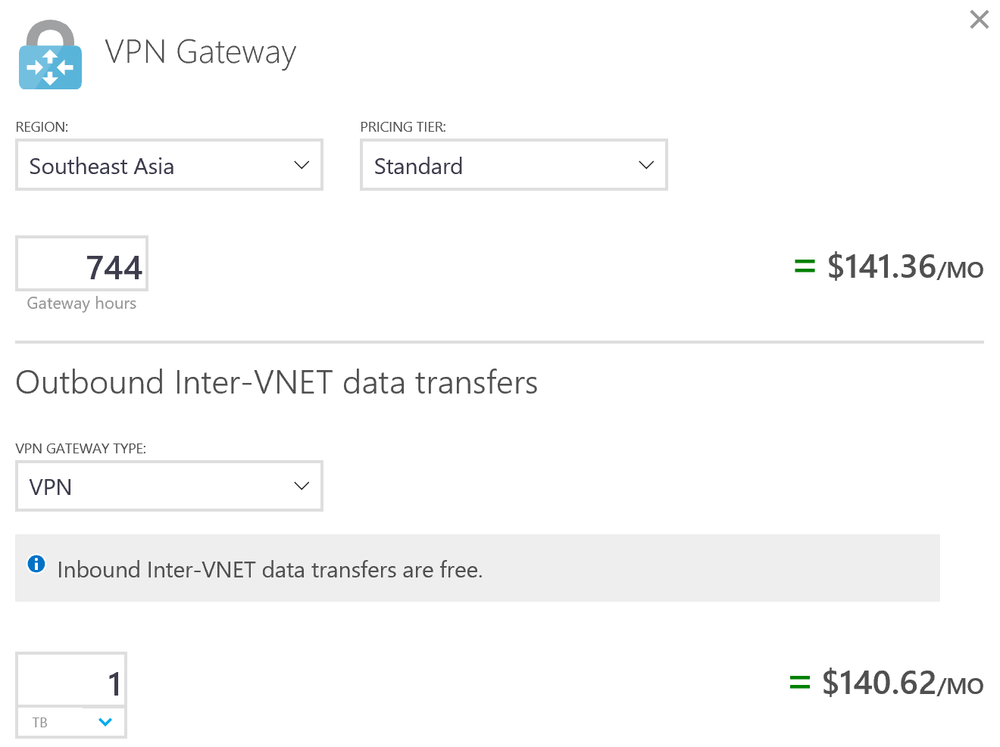 VPN Gateway
REGION:
PRICING TIER:
Southeast Asia
Standard
744
= $141.36/MO
Gateway hours
Outbound Inter-VNET data transfers
VPN GATEWAY TYPE:
VPN
Inbound Inter-VNET data transfers are free.
1
= $140.62/MO
TB